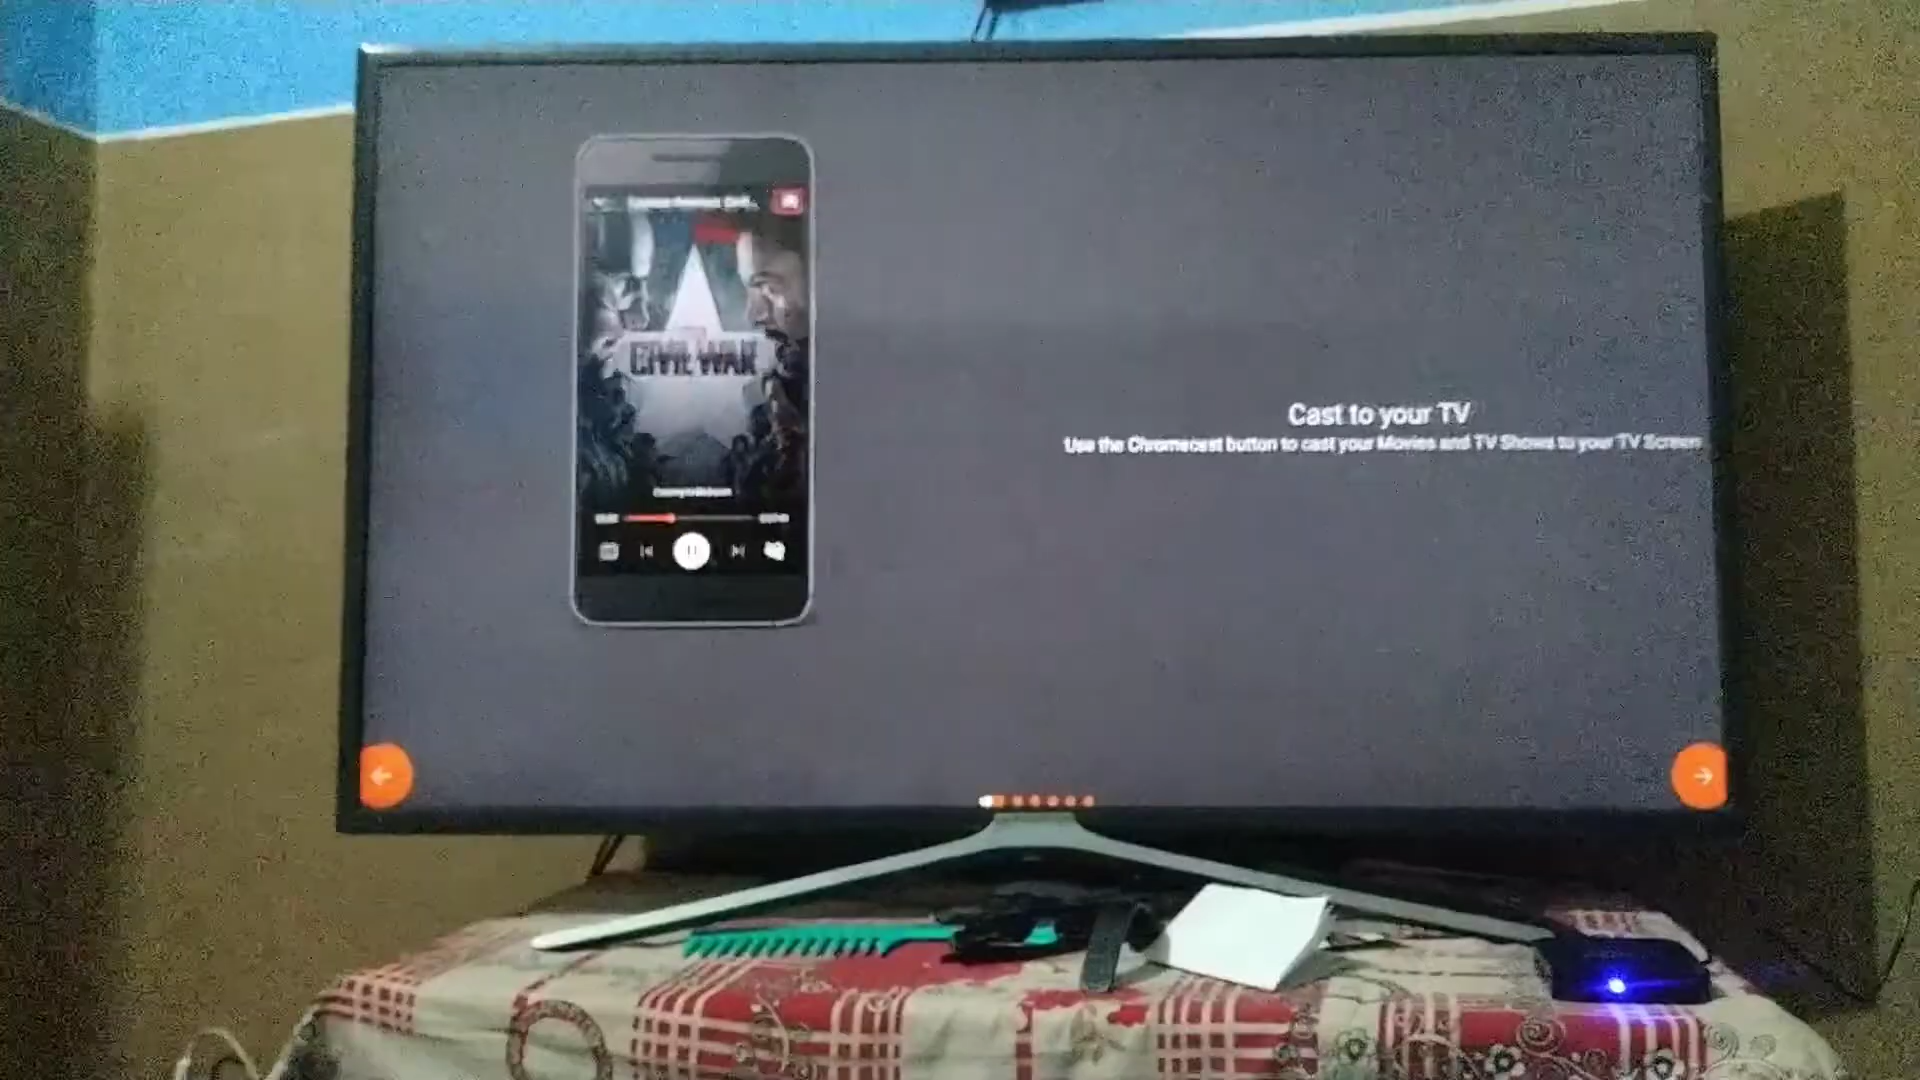 CIVIL WAR
Cast to your TV
Use the Chromecast button to cast your Movies and TV Shows to your TV Screen